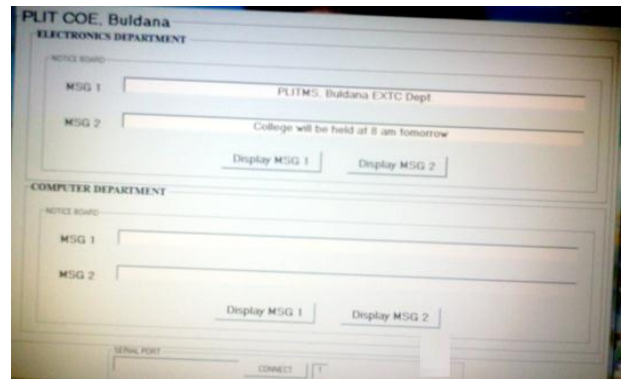 PLIT COE, Buldana
ELECTRONICS DEPARTMENT
NOTICE BOARD
MSG 1 PLITMS. Buldana EXTC Dept
MSG 2 College will be held at 8 am tomorrow
Display MSG 1 Display MSG 2
COMPUTER DEPARTMENT
NOTICE BOARD
MSG 1
MSG 2
Display MSG 1 Display MSG 2
SERIAL PORT
CONNECT 1